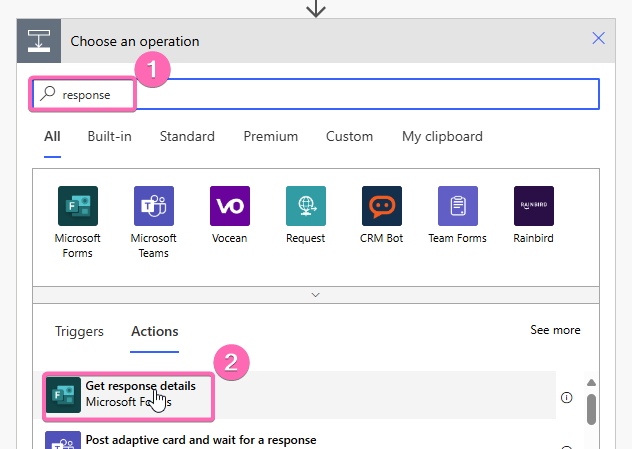 Choose an operation
1
response
All Built-in Standard Premium Custom My clipboard
VO
RAINBIRD
Microsoft Forms
Microsoft Teams
Vocean
Request
CRM Bot
Team Forms
Rainbird
Triggers Actions See more
2
Get response details
Microsoft Forms
Post adaptive card and wait for a response